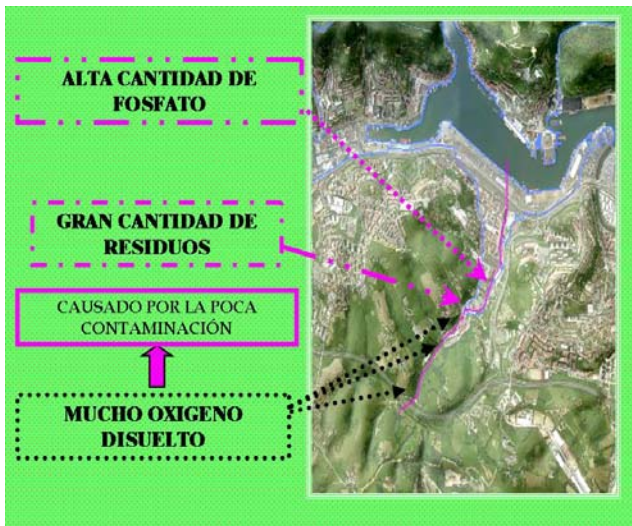 ALTA CANTIDAD DE
FOSFATO
GRAN CANTIDAD DE
RESIDUOS
CAUSADO POR LA POCA
CONTAMINACIÓN
MUCHO OXIGENO
DISUELTO